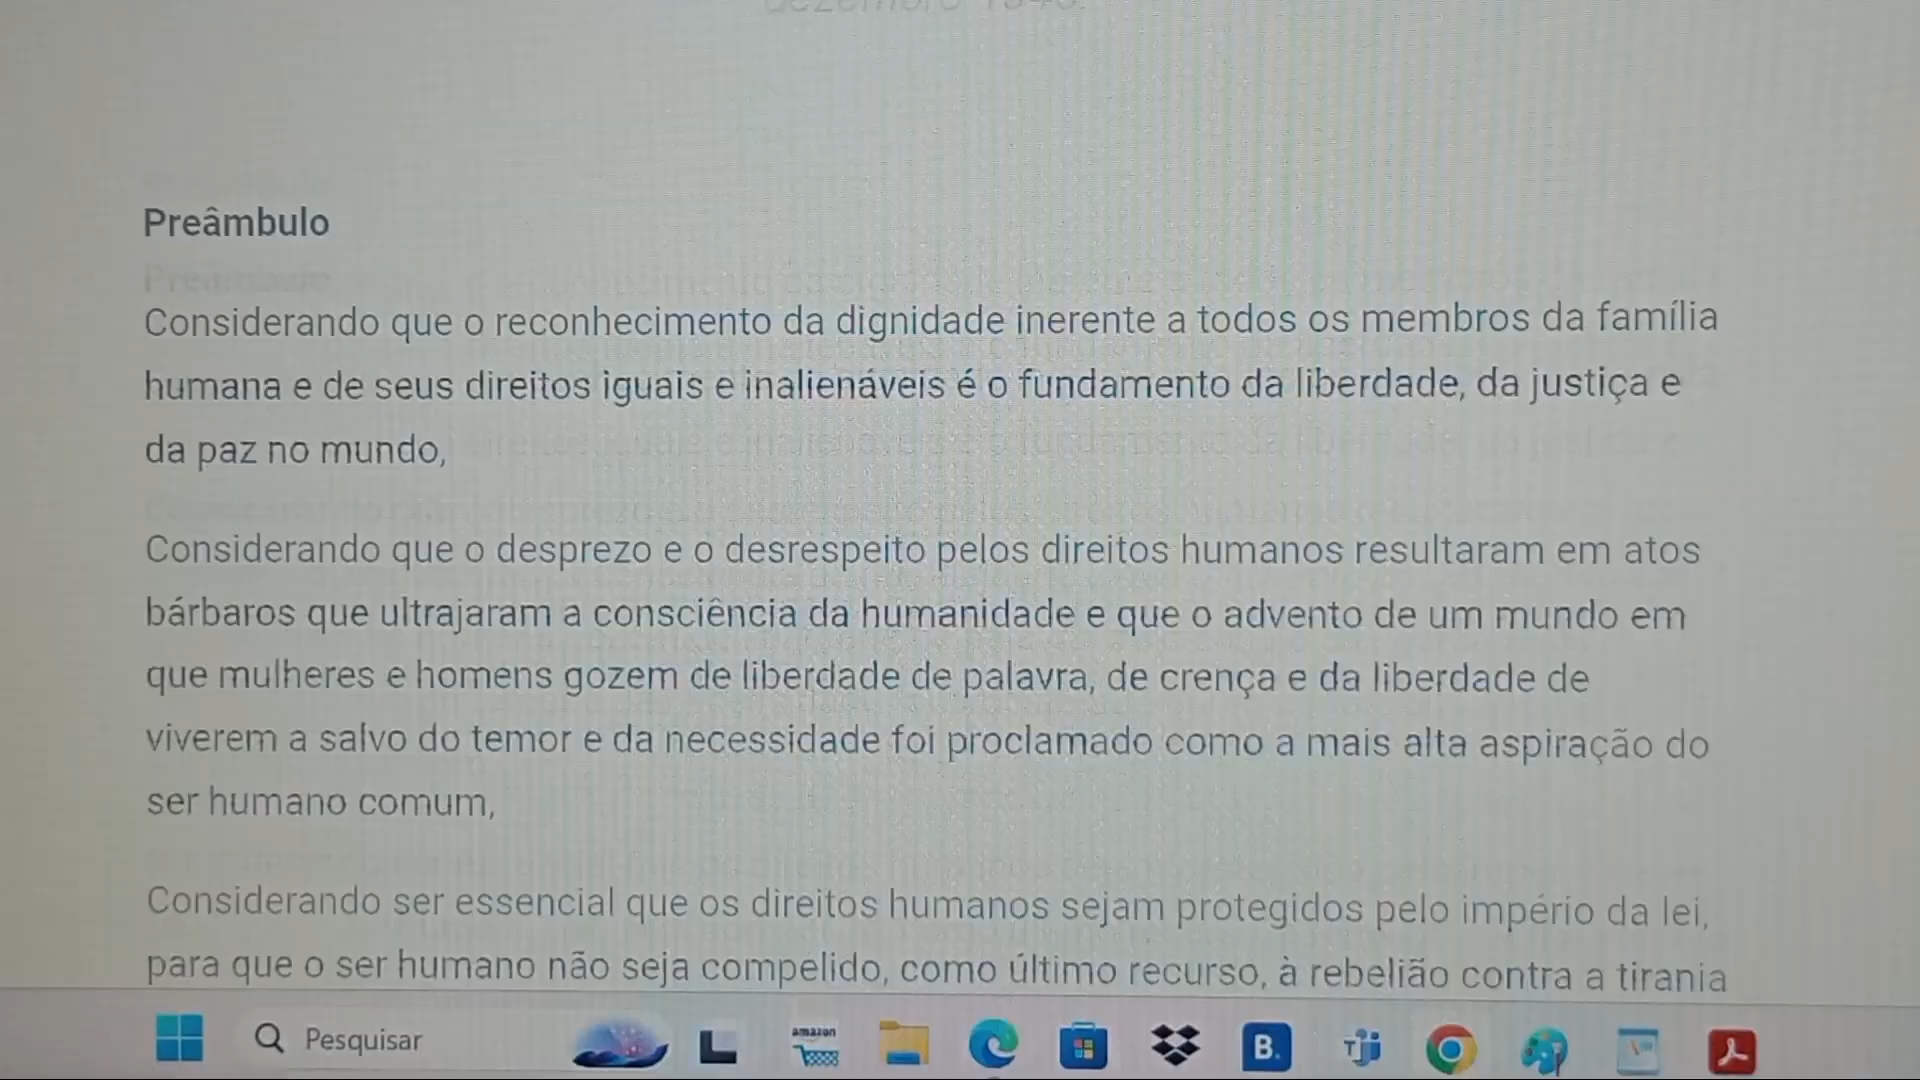 Preâmbulo
Considerando que o reconhecimento da dignidade inerente a todos os membros da família
humana e de seus direitos iguais e inalienáveis é o fundamento da liberdade, da justiça e
da paz no mundo,
Considerando que o desprezo e o desrespeito pelos direitos humanos resultaram em atos
bárbaros que ultrajaram a consciência da humanidade e que o advento de um mundo em
que mulheres e homens gozem de liberdade de palavra, de crença e da liberdade de
viverem a salvo do temor e da necessidade foi proclamado como a mais alta aspiração do
ser humano comum,
Considerando ser essencial que os direitos humanos sejam protegidos pelo império da lei,
para que o ser humano não seja compelido, como último recurso, à rebelião contra a tirania
Pesquisar
amazon
B.